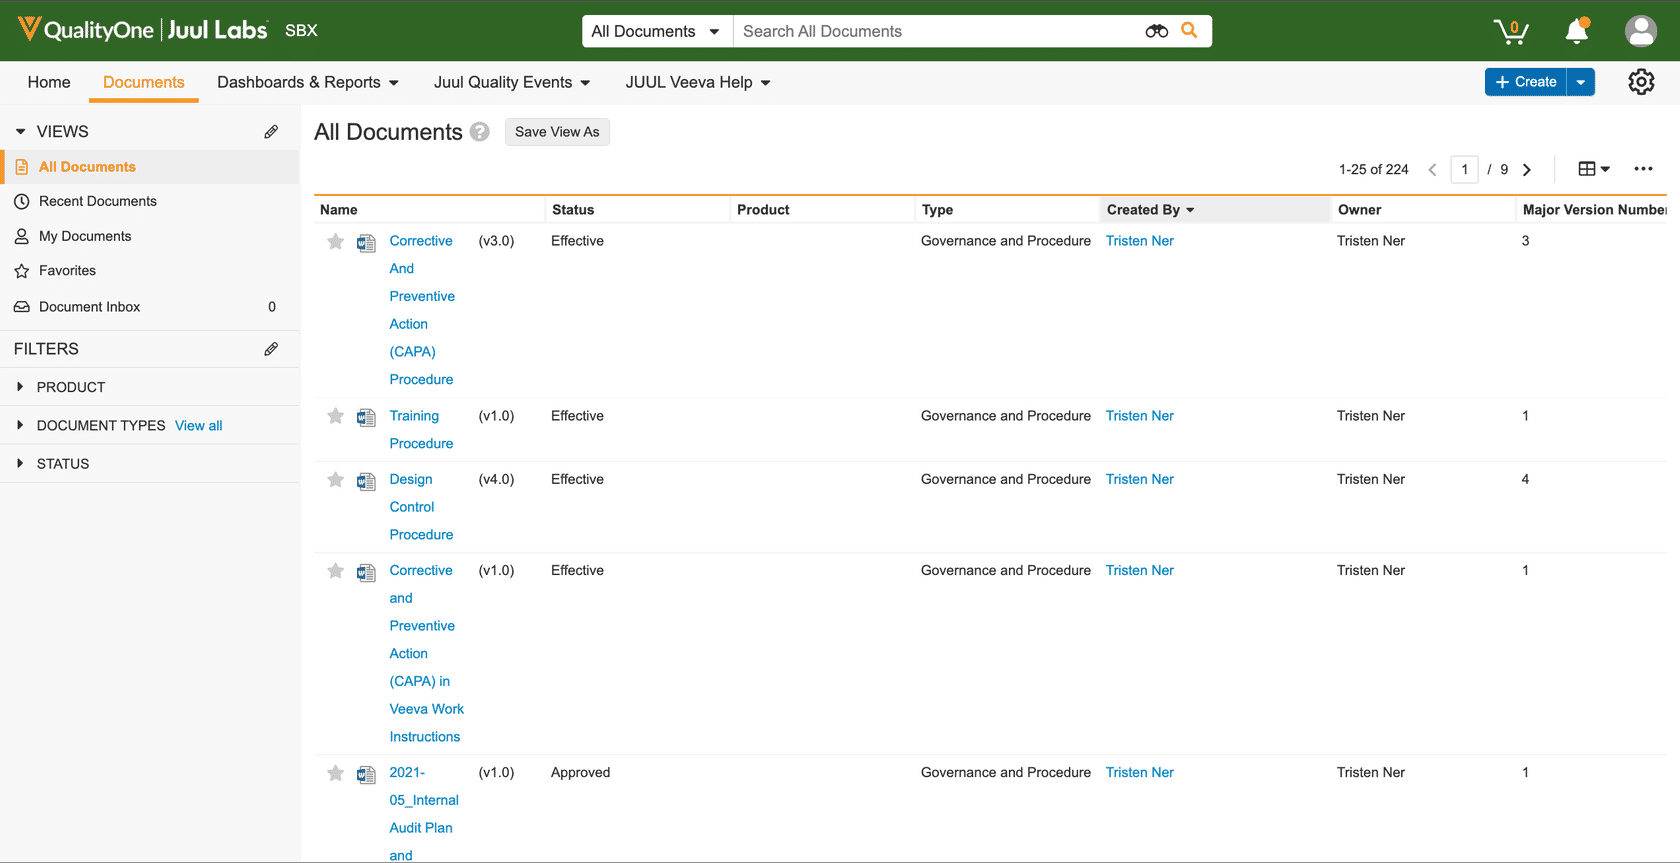 QualityOne | Juul Labs SBX
All Documents Search All Documents 0
Home Documents Dashboards & Reports Juul Quality Events JUUL Veeva Help + Create
VIEWS
All Documents
Recent Documents
My Documents
Favorites
Document Inbox 0
FILTERS
PRODUCT
DOCUMENT TYPES View all
STATUS
All Documents ? Save View As
1-25 of 224 1 / 9
Name Status Product Type Created By Owner Major Version Number
Corrective (v3.0) Effective Governance and Procedure Tristen Ner Tristen Ner 3
And
Preventive
Action
(CAPA)
Procedure
Training (v1.0) Effective Governance and Procedure Tristen Ner Tristen Ner 1
Procedure
Design (v4.0) Effective Governance and Procedure Tristen Ner Tristen Ner 4
Control
Procedure
Corrective (v1.0) Effective Governance and Procedure Tristen Ner Tristen Ner 1
and
Preventive
Action
(CAPA) in
Veeva Work
Instructions
2021- (v1.0) Approved Governance and Procedure Tristen Ner Tristen Ner 1
05_Internal
Audit Plan
and